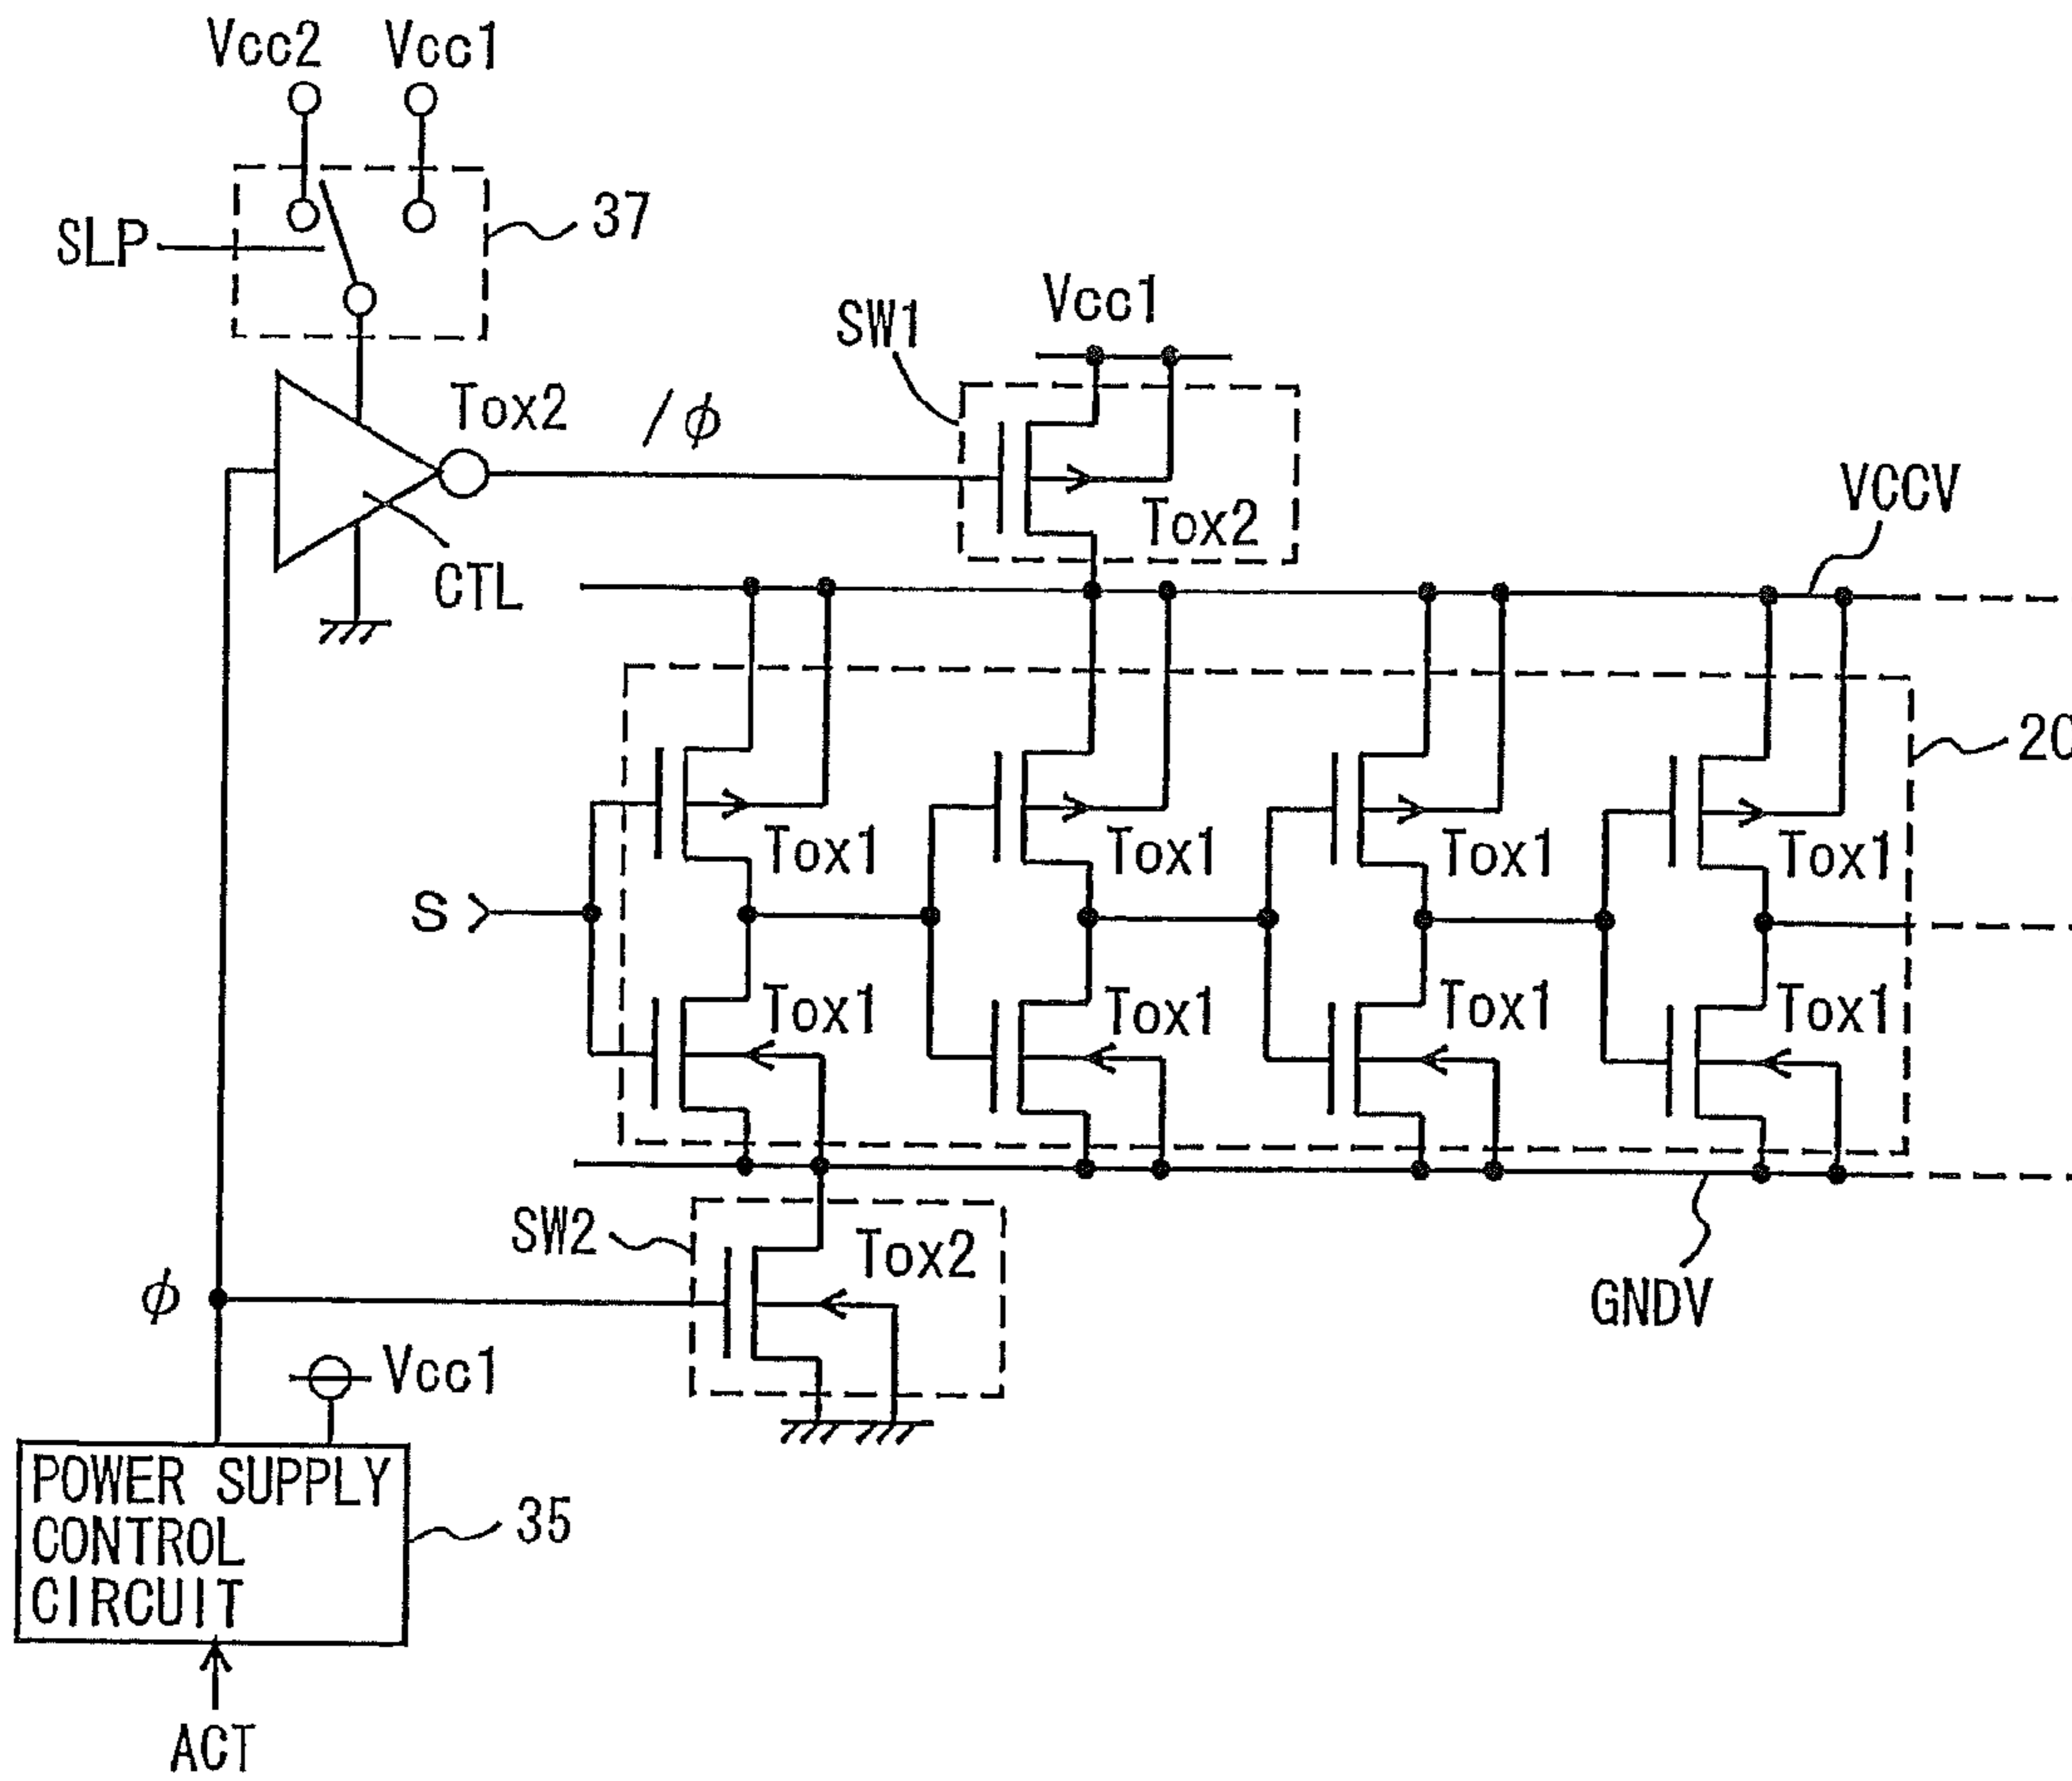 Vcc2 Vcc1
37
SLP
SW1 Vcc1
Tox2 /φ
VCCV
Tox2
CTL
Tox1 Tox1 Tox1 Tox1
S
Tox1 Tox1 Tox1 Tox1
SW2 Tox2
φ
GNDV
Vcc1
POWER SUPPLY
CONTROL
CIRCUIT
35
ACT